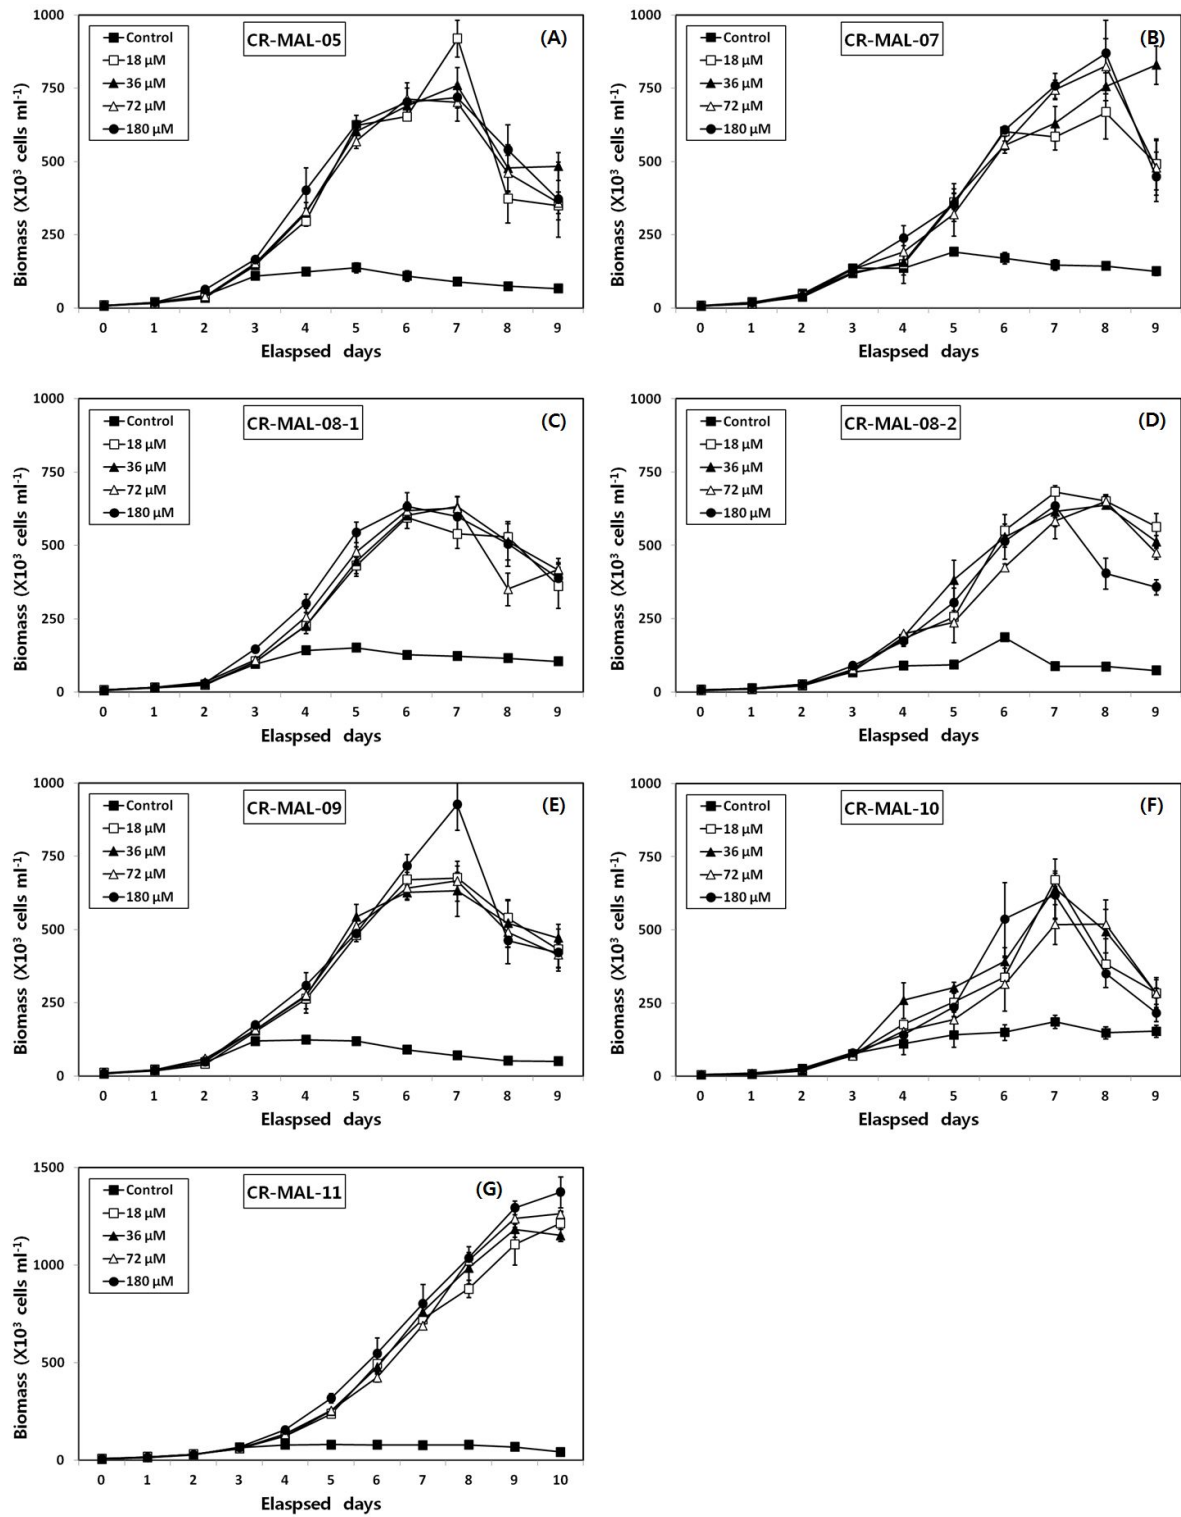 CR-MAL-05
(A)
Control
18 µM
36 µM
72 µM
180 µM
Biomass (X10³ cells ml⁻¹)
1000
750
500
250
0
0 1 2 3 4 5 6 7 8 9
Elaspsed days
CR-MAL-07
(B)
Control
18 µM
36 µM
72 µM
180 µM
Biomass (X10³ cells ml⁻¹)
1000
750
500
250
0
0 1 2 3 4 5 6 7 8 9
Elaspsed days
CR-MAL-08-1
(C)
Control
18 µM
36 µM
72 µM
180 µM
Biomass (X10³ cells ml⁻¹)
1000
750
500
250
0
0 1 2 3 4 5 6 7 8 9
Elaspsed days
CR-MAL-08-2
(D)
Control
18 µM
36 µM
72 µM
180 µM
Biomass (X10³ cells ml⁻¹)
1000
750
500
250
0
0 1 2 3 4 5 6 7 8 9
Elaspsed days
CR-MAL-09
(E)
Control
18 µM
36 µM
72 µM
180 µM
Biomass (X10³ cells ml⁻¹)
1000
750
500
250
0
0 1 2 3 4 5 6 7 8 9
Elaspsed days
CR-MAL-10
(F)
Control
18 µM
36 µM
72 µM
180 µM
Biomass (X10³ cells ml⁻¹)
1000
750
500
250
0
0 1 2 3 4 5 6 7 8 9
Elaspsed days
CR-MAL-11
(G)
Control
18 µM
36 µM
72 µM
180 µM
Biomass (X10³ cells ml⁻¹)
1500
1000
500
0
0 1 2 3 4 5 6 7 8 9 10
Elaspsed days